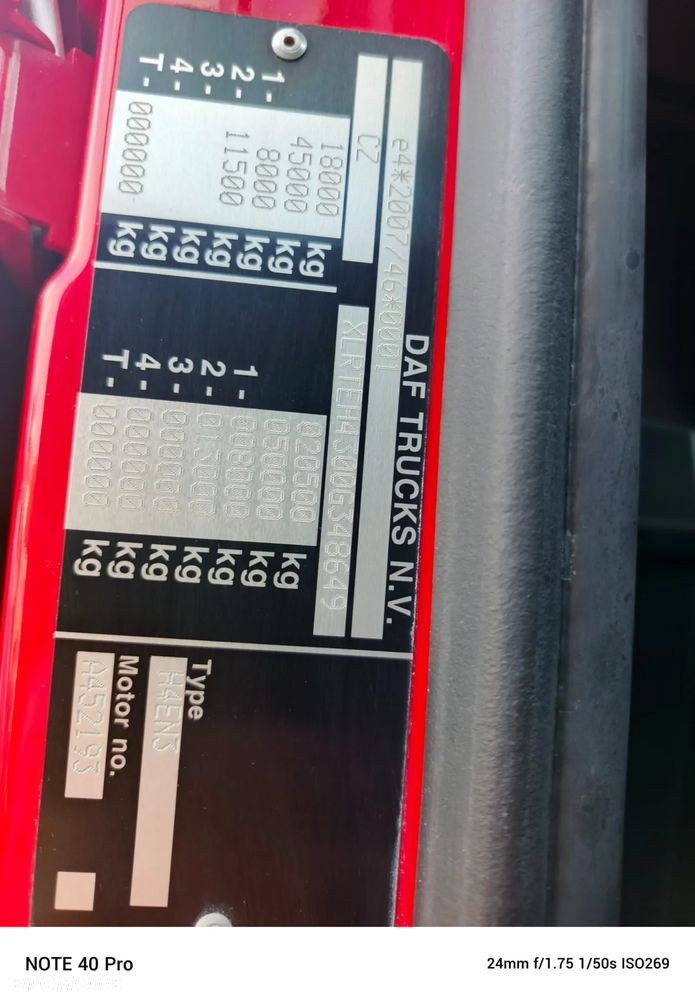 DAF TRUCKS N.V.
e4*2007/46*0001
CZ
XLRTEH4300G348649
18000 kg
45000 kg
1- 8000 kg
2- 11500 kg
3- kg
4- kg
T- 000000 kg
020500 kg
050000 kg
1- 008000 kg
2- 013000 kg
3- 000000 kg
4- 000000 kg
T- 000000 kg
Type
H4EN3
Motor no.
A452193
NOTE 40 Pro
24mm f/1.75 1/50s ISO269